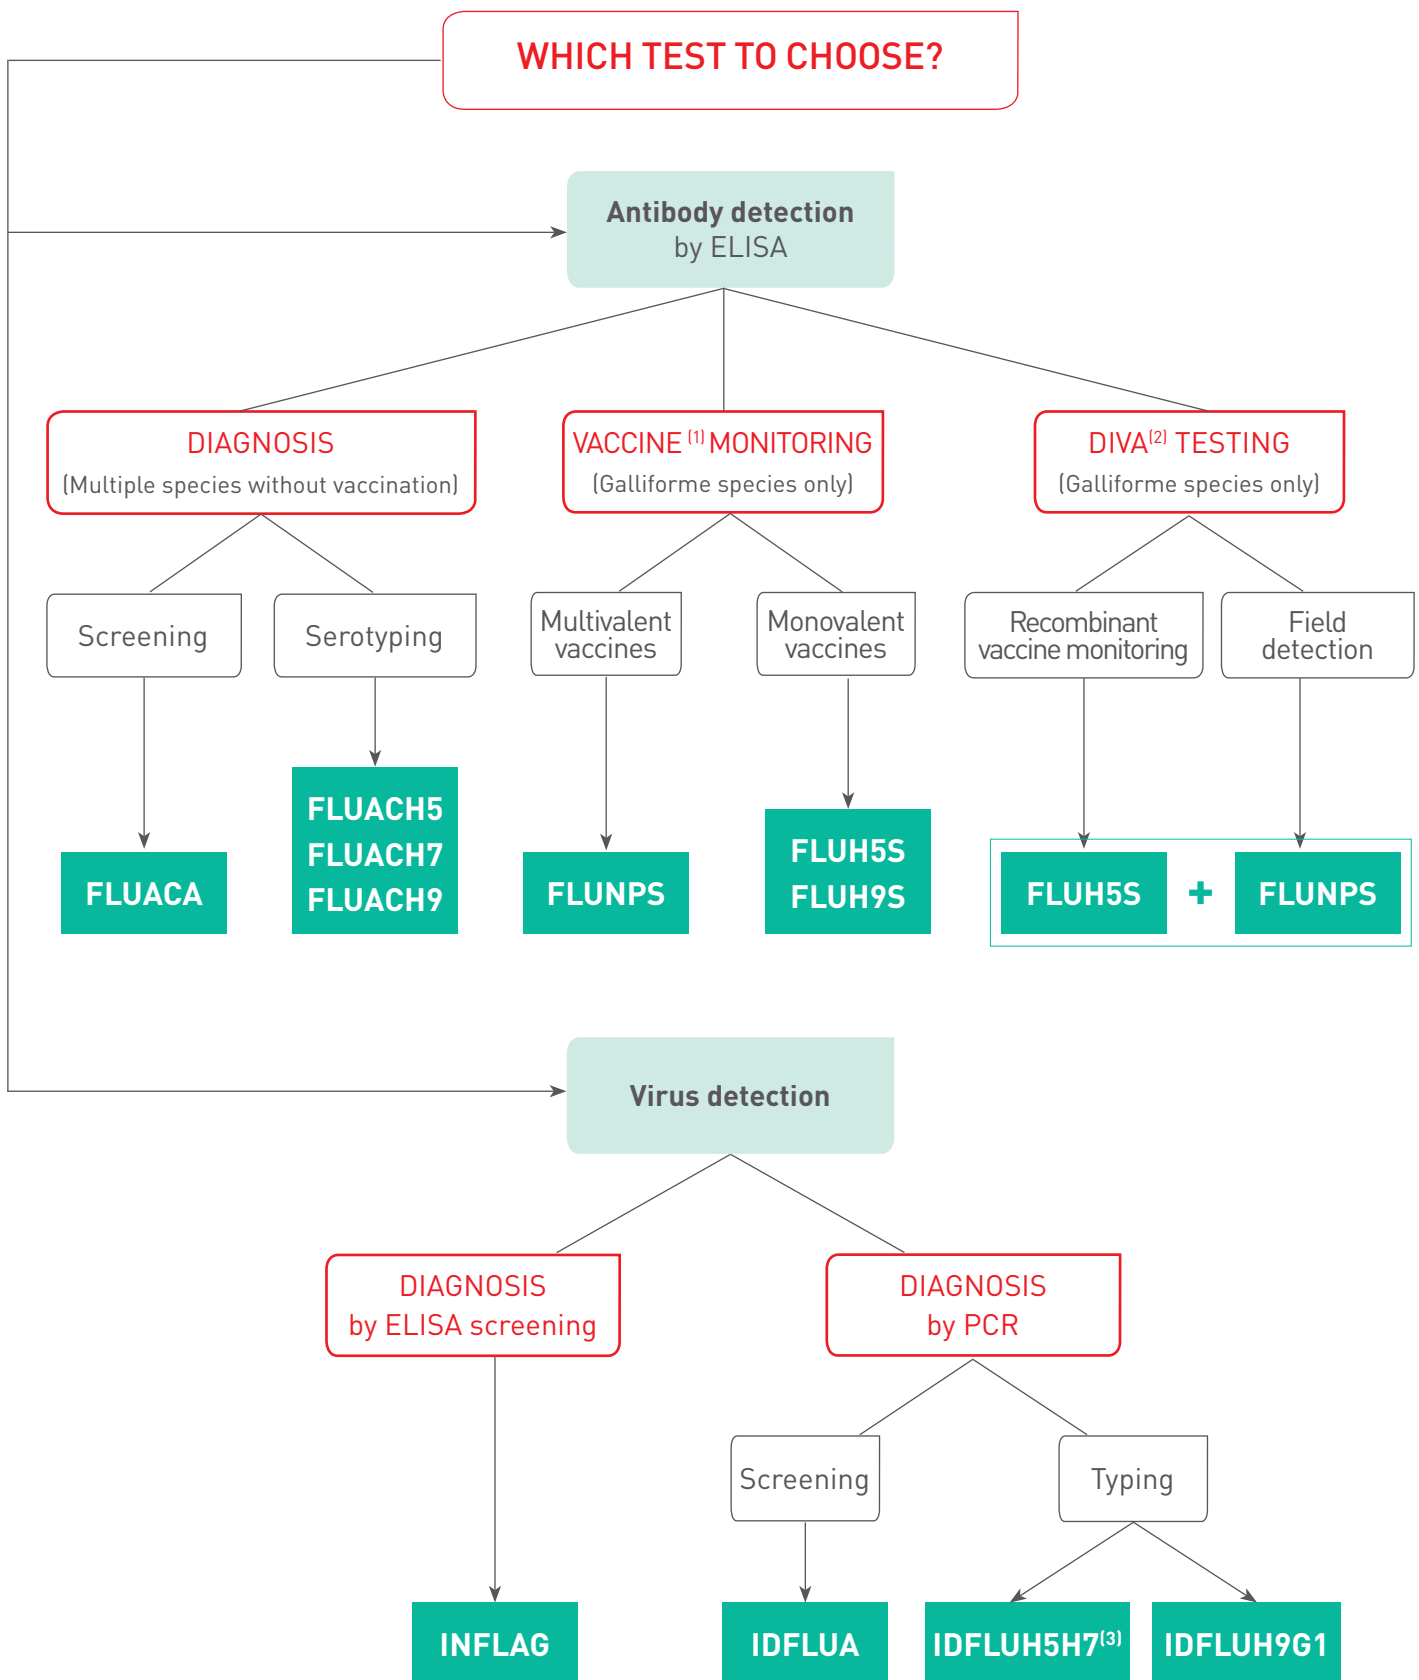 WHICH TEST TO CHOOSE?
Antibody detection
by ELISA
DIAGNOSIS
(Multiple species without vaccination)
VACCINE (1) MONITORING
(Galliforme species only)
DIVA(2) TESTING
(Galliforme species only)
Screening
Serotyping
Multivalent
vaccines
Monovalent
vaccines
Recombinant
vaccine monitoring
Field
detection
FLUACA
FLUACH5
FLUACH7
FLUACH9
FLUNPS
FLUH5S
FLUH9S
FLUH5S
+
FLUNPS
Virus detection
DIAGNOSIS
by ELISA screening
DIAGNOSIS
by PCR
Screening
Typing
INFLAG
IDFLUA
IDFLUH5H7(3)
IDFLUH9G1